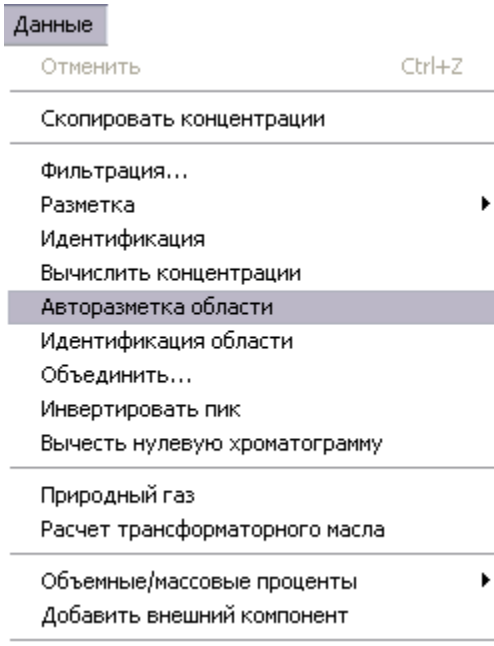 Данные
Отменить Ctrl+Z
Скопировать концентрации
Фильтрация...
Разметка
Идентификация
Вычислить концентрации
Авторазметка области
Идентификация области
Объединить...
Инвертировать пик
Вычесть нулевую хроматограмму
Природный газ
Расчет трансформаторного масла
Объемные/массовые проценты
Добавить внешний компонент